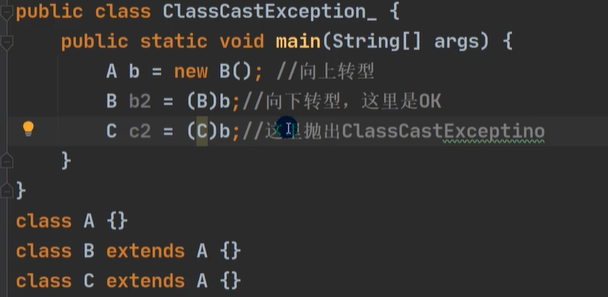 public class ClassCastException_ {
public static void main(String[] args) {
A b = new B(); //向上转型
B b2 = (B)b;//向下转型，这里是OK
C c2 = (C)b;//这里抛出ClassCastExceptino
}
}
class A {}
class B extends A {}
class C extends A {}